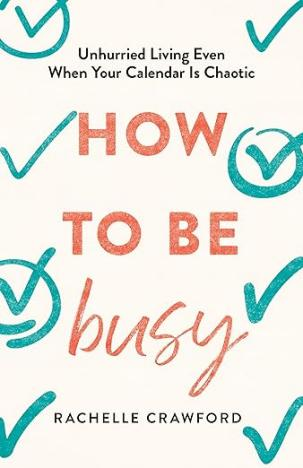 Unhurried Living Even
When Your Calendar Is Chaotic
HOW
TO BE
busy
RACHELLE CRAWFORD